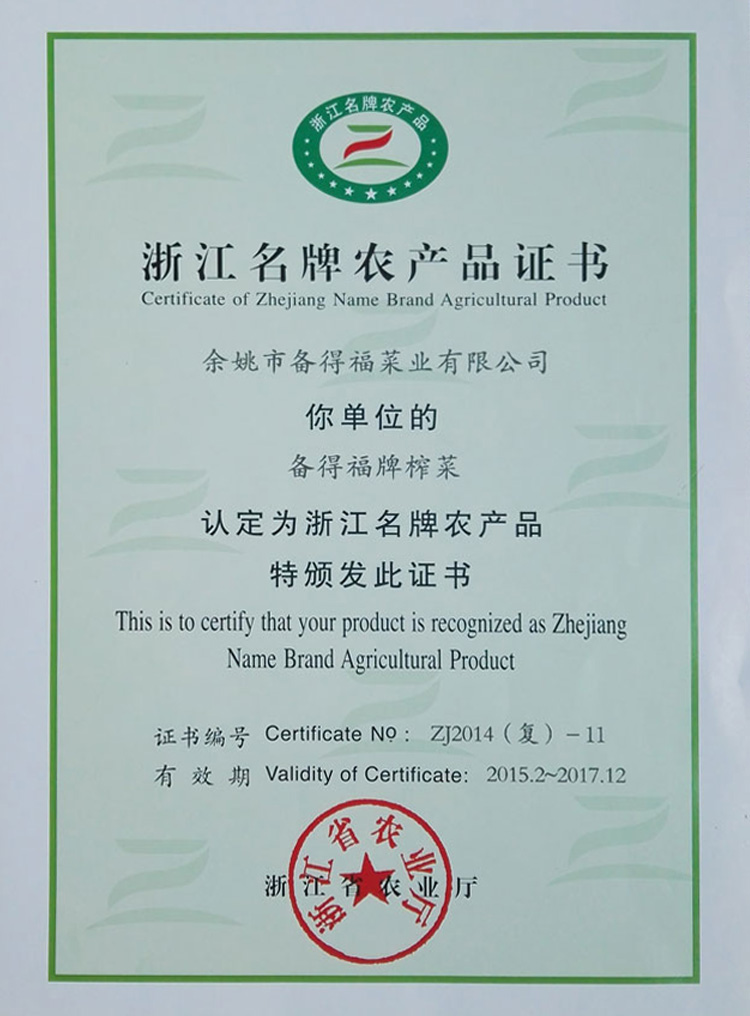 浙江名牌农产品
浙江名牌农产品证书
Certificate of Zhejiang Name Brand Agricultural Product
余姚市备得福菜业有限公司
你单位的
备得福牌榨菜
认定为浙江名牌农产品
特颁发此证书
This is to certify that your product is recognized as Zhejiang
Name Brand Agricultural Product
证书编号 Certificate No: ZJ2014（复）-11
有效期 Validity of Certificate: 2015.2~2017.12
浙江省农业厅
浙江省农业厅